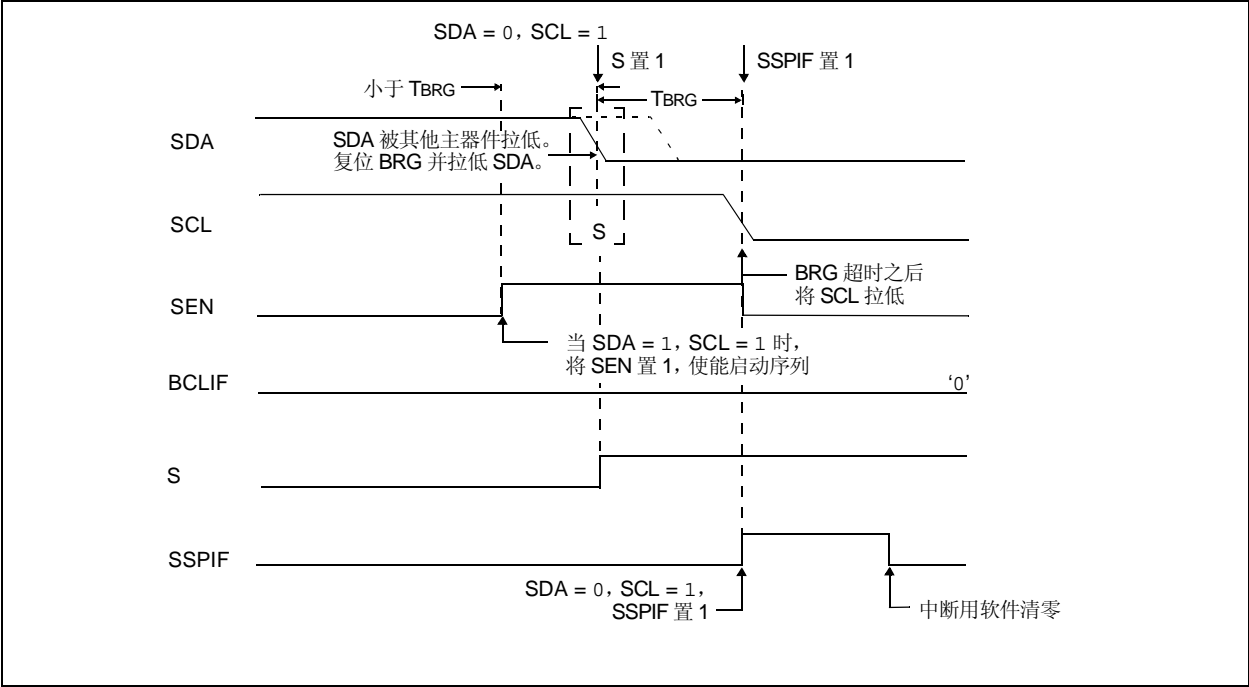 SDA = 0，SCL = 1
S 置 1
SSPIF 置 1
小于 TBRG
TBRG
SDA
SDA 被其他主器件拉低。
复位 BRG 并拉低 SDA。
SCL
S
BRG 超时之后
将 SCL 拉低
SEN
当 SDA = 1，SCL = 1 时，
将 SEN 置 1，使能启动序列
BCLIF
‘0’
S
SSPIF
SDA = 0，SCL = 1，
SSPIF 置 1
中断用软件清零